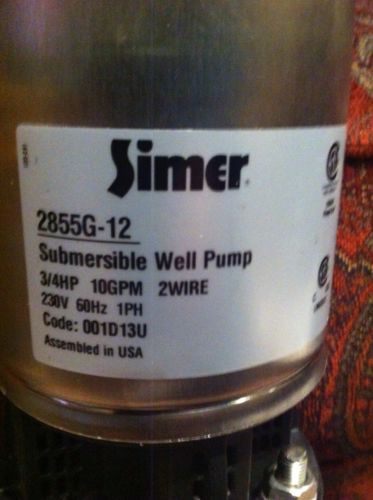 Simer
2855G-12
Submersible Well Pump
3/4HP 10GPM 2WIRE
230V 60Hz 1PH
Code: 001D13U
Assembled in USA